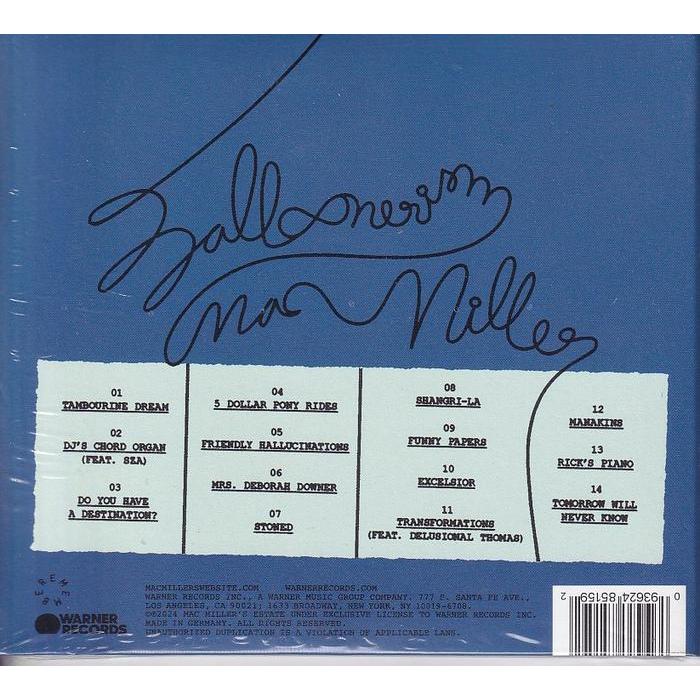 Balloonerism
Mac Miller
01
TAMBOURINE DREAM
02
DJ'S CHORD ORGAN
(FEAT. SZA)
03
DO YOU HAVE
A DESTINATION?
04
5 DOLLAR PONY RIDES
05
FRIENDLY HALLUCINATIONS
06
MRS. DEBORAH DOWNER
07
STONED
08
SHANGRI-LA
09
FUNNY PAPERS
10
EXCELSIOR
11
TRANSFORMATIONS
(FEAT. DELUSIONAL THOMAS)
12
MANAKINS
13
RICK'S PIANO
14
TOMORROW WILL
NEVER KNOW
REMEMBER
WARNER
RECORDS
MACMILLERSWEBSITE.COM WARNERRECORDS.COM
WARNER RECORDS INC., A WARNER MUSIC GROUP COMPANY. 777 S. SANTA FE AVE.,
LOS ANGELES, CA 90021; 1633 BROADWAY, NEW YORK, NY 10019-6708.
©2024 MAC MILLER'S ESTATE UNDER EXCLUSIVE LICENSE TO WARNER RECORDS INC.
MADE IN GERMANY. ALL RIGHTS RESERVED.
UNAUTHORIZED DUPLICATION IS A VIOLATION OF APPLICABLE LAWS.
0 93624 85159 2